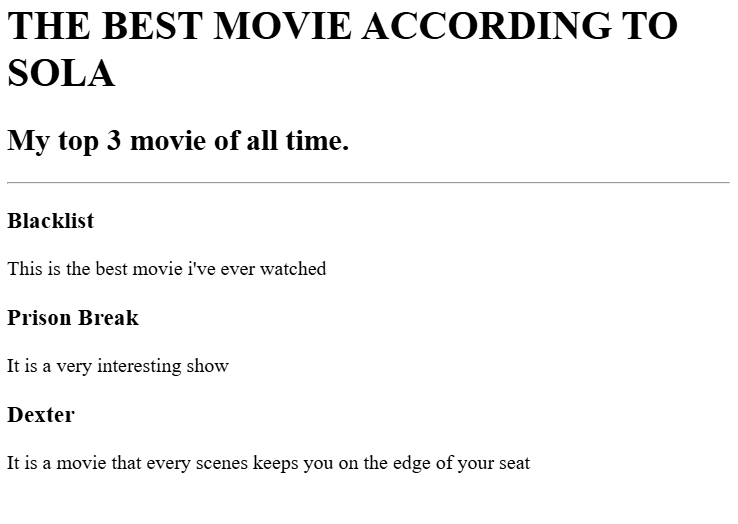 THE BEST MOVIE ACCORDING TO
SOLA
My top 3 movie of all time.
Blacklist
This is the best movie i've ever watched
Prison Break
It is a very interesting show
Dexter
It is a movie that every scenes keeps you on the edge of your seat